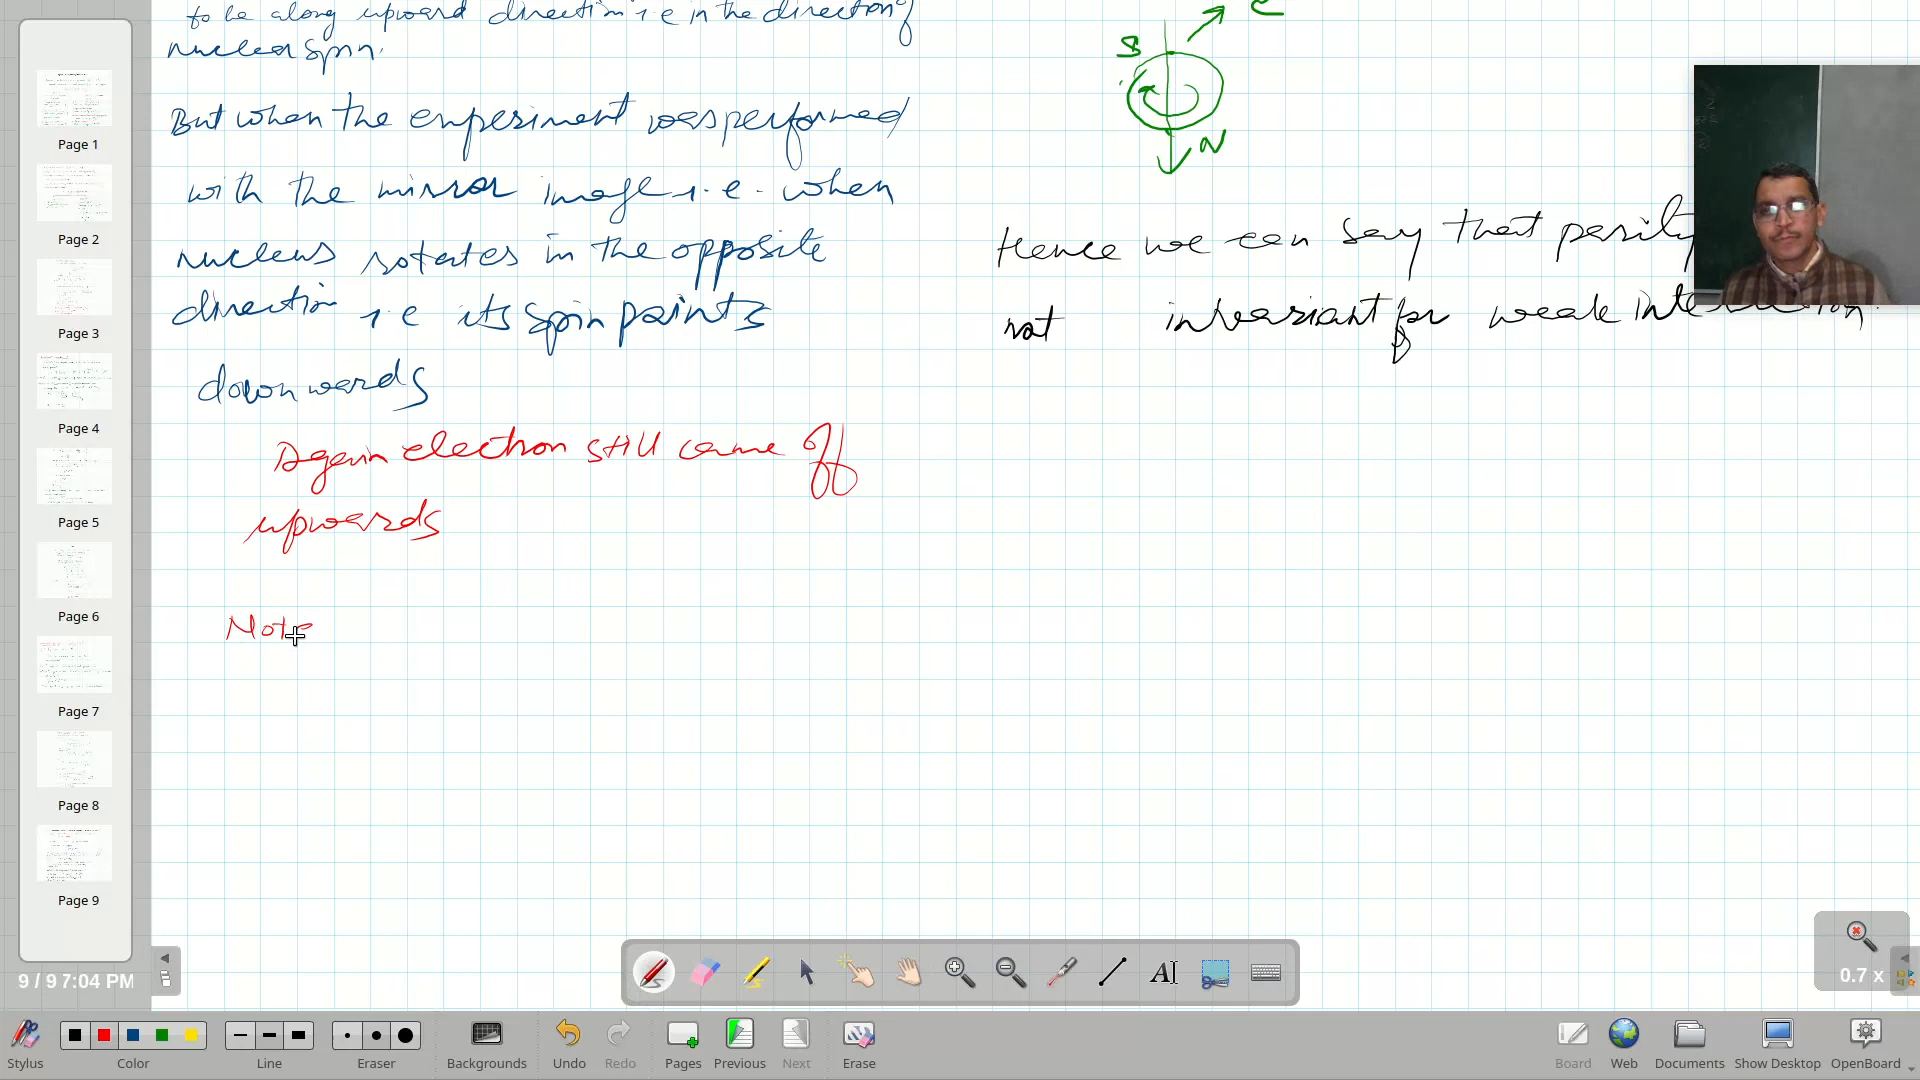 to be along upward direction i.e in the direction of
nuclear spin.
But when the experiment was performed
with the mirror image i.e. when
nucleus rotates in the opposite
direction i.e its spin points
downwards
Again electron still came off
upwards
Note
e
S
N
Hence we can say that parity
not invariant for weak interaction.
Page 1
Page 2
Page 3
Page 4
Page 5
Page 6
Page 7
Page 8
Page 9
9 / 9 7:04 PM
0.7 x
Stylus
Color
Line
Eraser
Backgrounds
Undo
Redo
Pages
Previous
Next
Erase
Board
Web
Documents
Show Desktop
OpenBoard